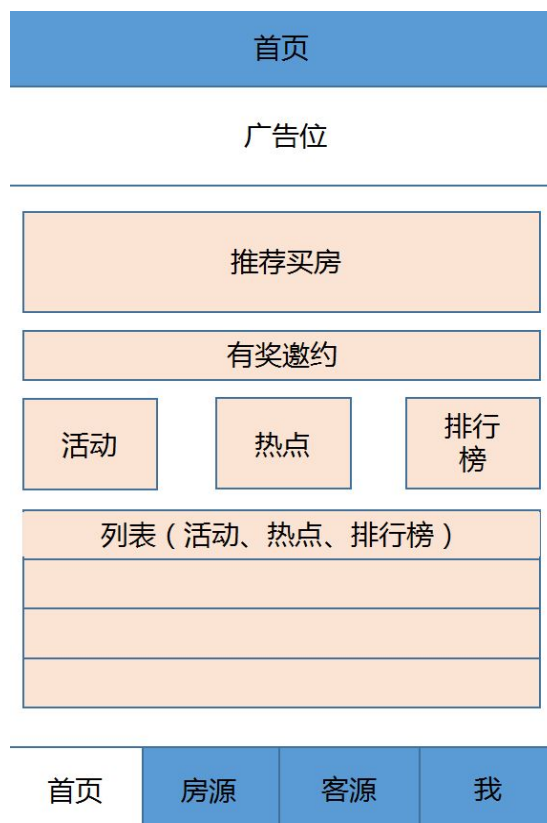 首页
广告位
推荐买房
有奖邀约
活动
热点
排行
榜
列表（活动、热点、排行榜）
首页
房源
客源
我